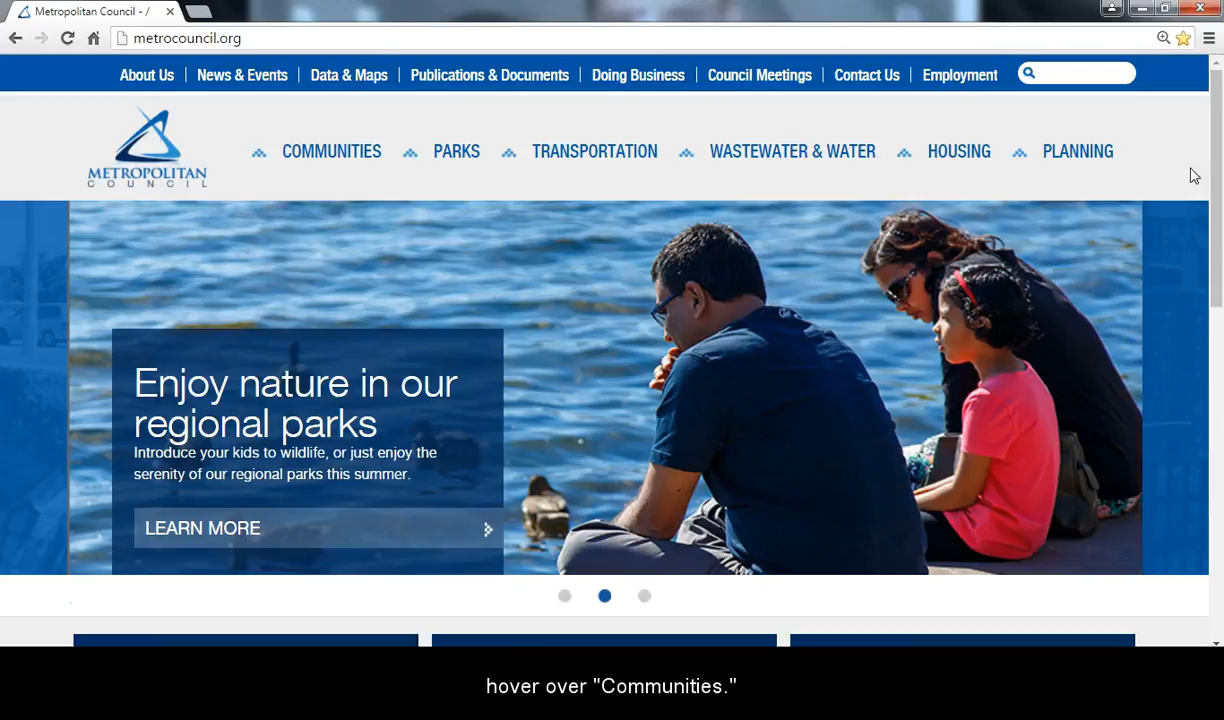 Metropolitan Council - /
metrocouncil.org
About Us
News & Events
Data & Maps
Publications & Documents
Doing Business
Council Meetings
Contact Us
Employment
METROPOLITAN
COUNCIL
COMMUNITIES
PARKS
TRANSPORTATION
WASTEWATER & WATER
HOUSING
PLANNING
Enjoy nature in our
regional parks
Introduce your kids to wildlife, or just enjoy the
serenity of our regional parks this summer.
LEARN MORE
hover over "Communities."